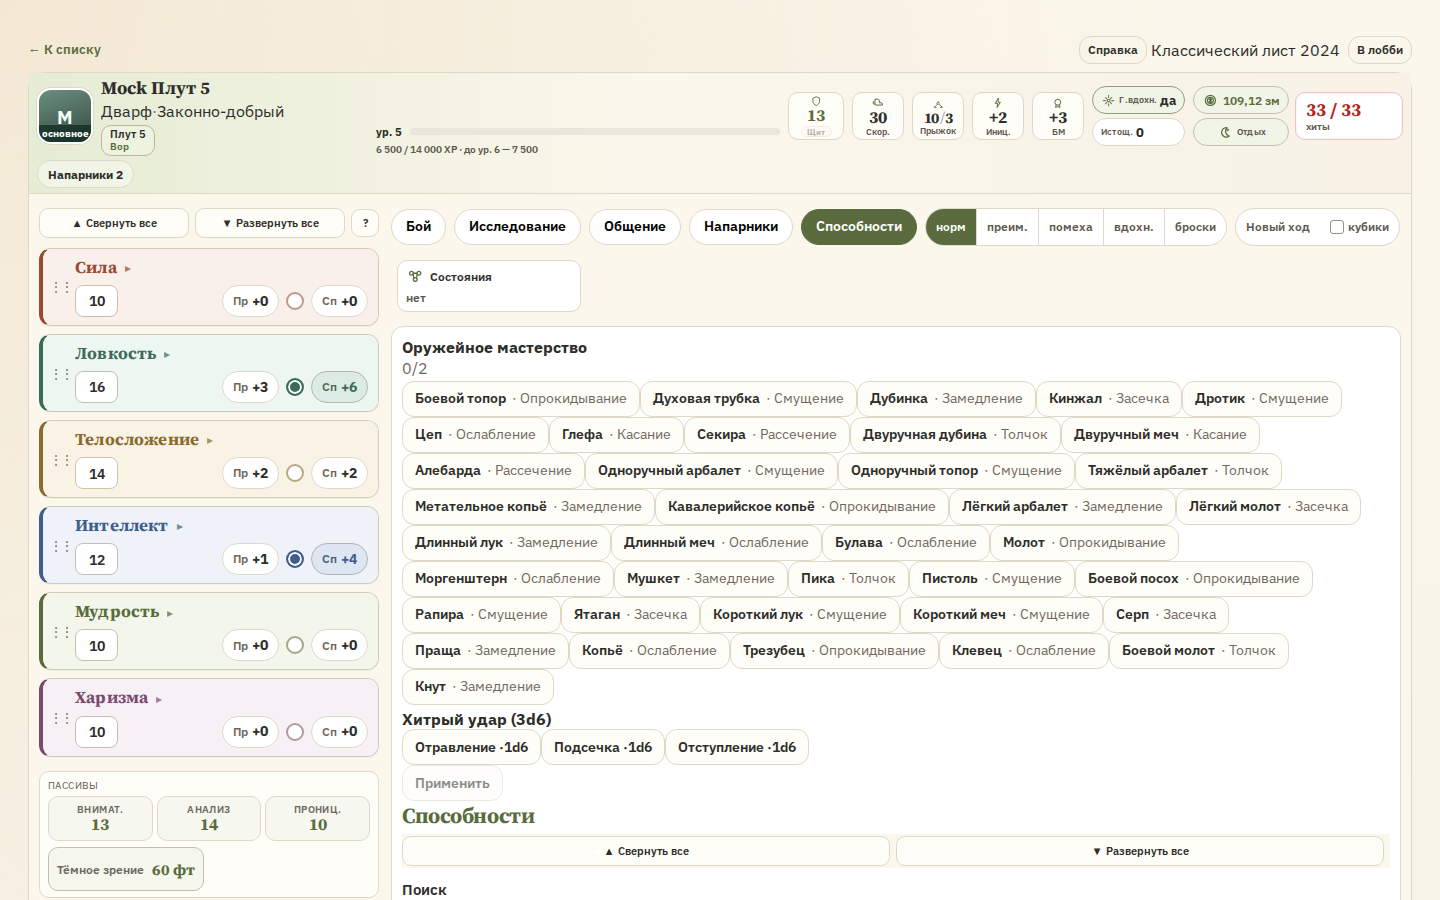 ← К списку
Справка Классический лист 2024 В лобби
M
основное
Mock Плут 5
Дварф·Законно-добрый
Плут 5
Вор
Напарники 2
ур. 5
6 500 / 14 000 XP · до ур. 6 — 7 500
13
Щит
30
Скор.
10/3
Прыжок
+2
Иниц.
+3
БМ
Г.вдохн. да
Истощ. 0
109,12 зм
Отдых
33 / 33
хиты
▲ Свернуть все
▼ Развернуть все
?
Бой
Исследование
Общение
Напарники
Способности
норм
преим.
помеха
вдохн.
броски
Новый ход
кубики
Сила ▸
10
Пр +0
Сп +0
Ловкость ▸
16
Пр +3
Сп +6
Телосложение ▸
14
Пр +2
Сп +2
Интеллект ▸
12
Пр +1
Сп +4
Мудрость ▸
10
Пр +0
Сп +0
Харизма ▸
10
Пр +0
Сп +0
ПАССИВЫ
ВНИМАТ.
13
АНАЛИЗ
14
ПРОНИЦ.
10
Тёмное зрение 60 фт
Состояния
нет
Оружейное мастерство
0/2
Боевой топор · Опрокидывание Духовая трубка · Смущение Дубинка · Замедление Кинжал · Засечка Дротик · Смущение
Цеп · Ослабление Глефа · Касание Секира · Рассечение Двуручная дубина · Толчок Двуручный меч · Касание
Алебарда · Рассечение Одноручный арбалет · Смущение Одноручный топор · Смущение Тяжёлый арбалет · Толчок
Метательное копьё · Замедление Кавалерийское копьё · Опрокидывание Лёгкий арбалет · Замедление Лёгкий молот · Засечка
Длинный лук · Замедление Длинный меч · Ослабление Булава · Ослабление Молот · Опрокидывание
Моргенштерн · Ослабление Мушкет · Замедление Пика · Толчок Пистоль · Смущение Боевой посох · Опрокидывание
Рапира · Смущение Ятаган · Засечка Короткий лук · Смущение Короткий меч · Смущение Серп · Засечка
Праща · Замедление Копьё · Ослабление Трезубец · Опрокидывание Клевец · Ослабление Боевой молот · Толчок
Кнут · Замедление
Хитрый удар (3d6)
Отравление ·1d6 Подсечка ·1d6 Отступление ·1d6
Применить
Способности
▲ Свернуть все
▼ Развернуть все
Поиск